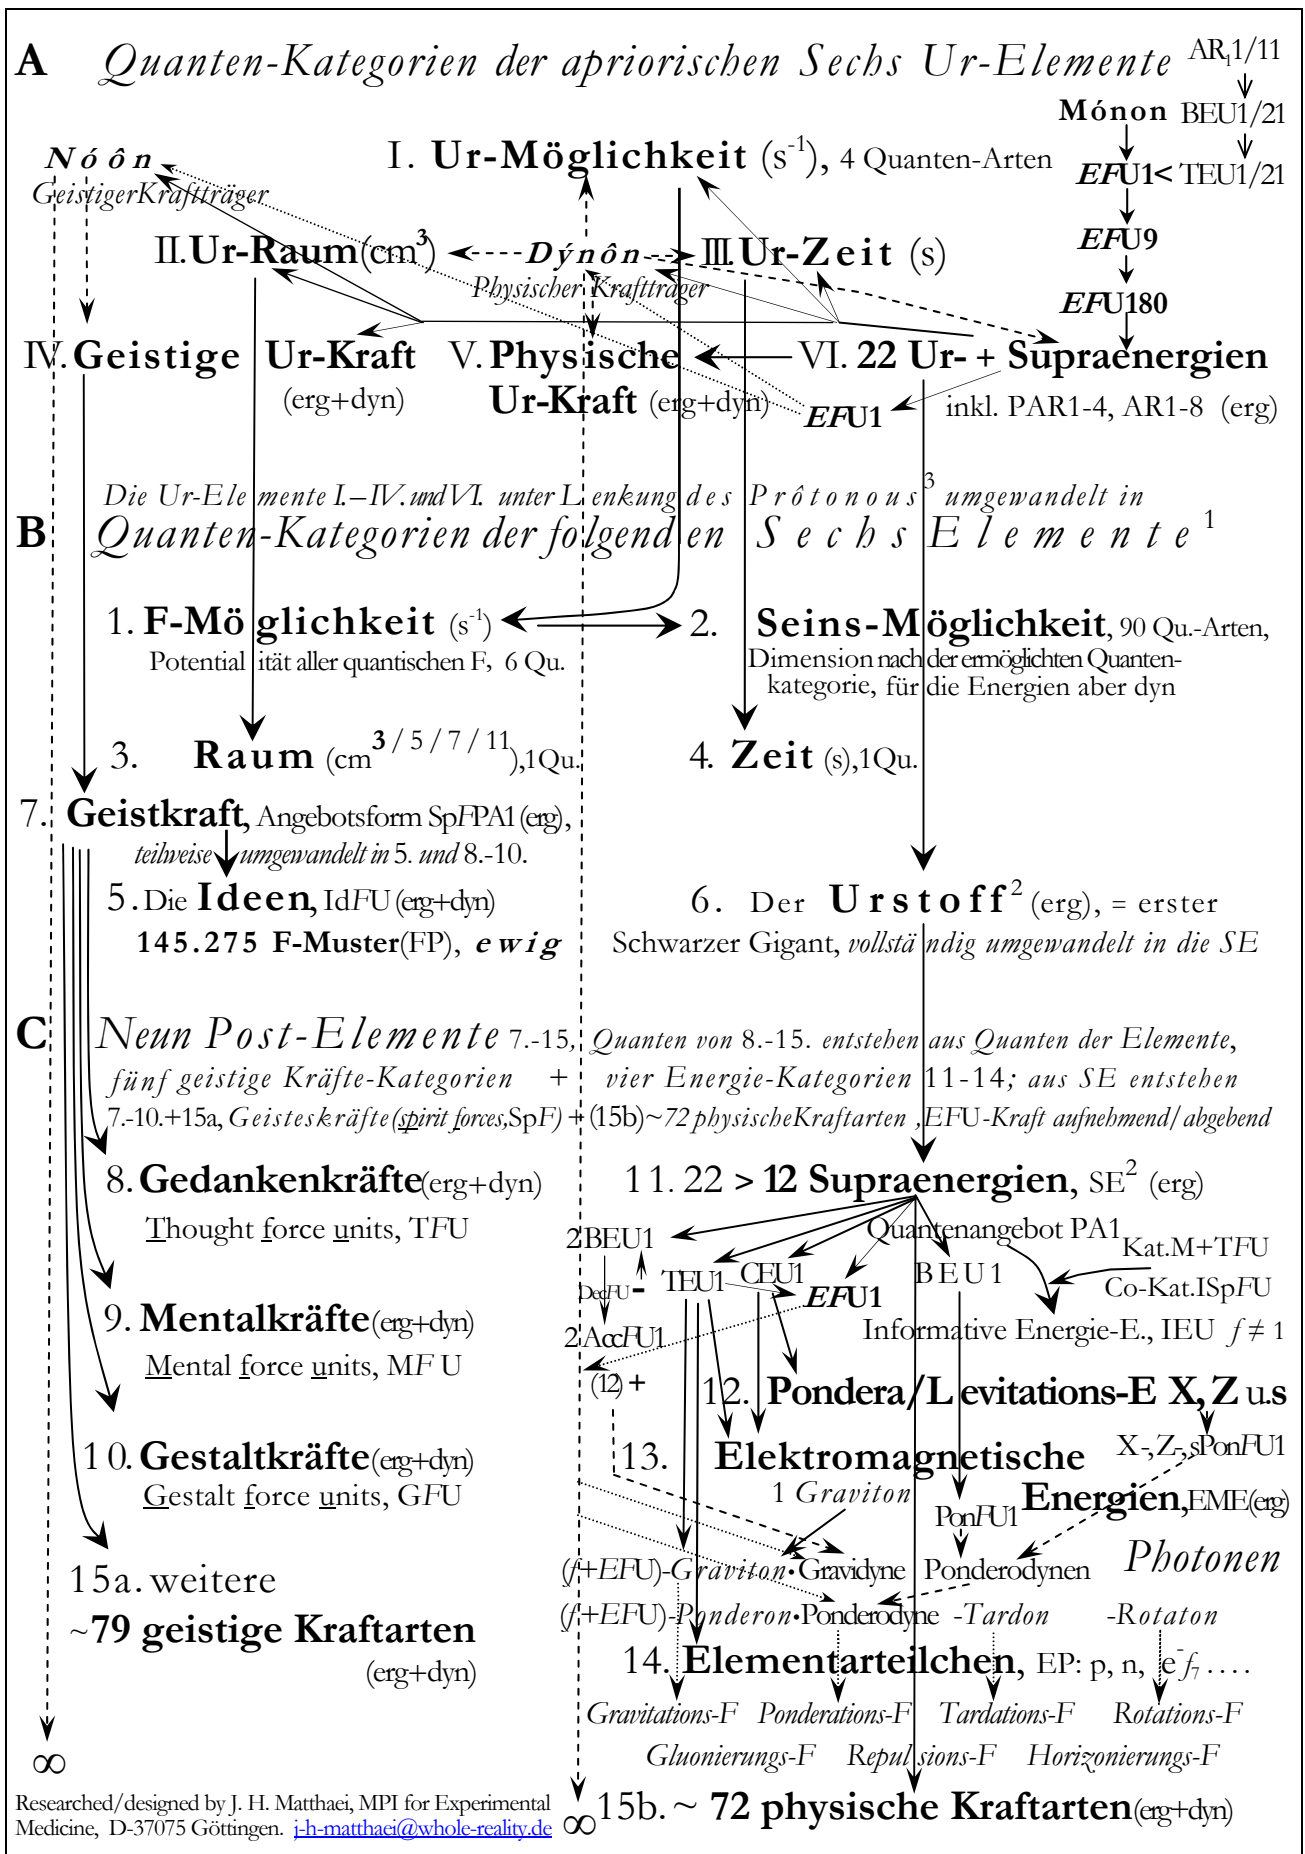 A Quanten-Kategorien der apriorischen Sechs Ur-Elemente AR₁1/11
Mónon BEU1/21
Nóôn I. Ur-Möglichkeit (s⁻¹), 4 Quanten-Arten EFU1< TEU1/21
GeistigerKraftträger
II.Ur-Raum(cm³) Dýnôn III.Ur-Zeit (s) EFU9
Physischer Kraftträger EFU180
IV.Geistige Ur-Kraft V.Physische VI. 22 Ur- + Supraenergien
(erg+dyn) Ur-Kraft (erg+dyn) EFU1 inkl. PAR1-4, AR1-8 (erg)
Die Ur-Elemente I.–IV.undVI. unter Lenkung des Prôtonous³ umgewandelt in
B Quanten-Kategorien der folgenden Sechs Elemente¹
1. F-Möglichkeit (s⁻¹) 2. Seins-Möglichkeit, 90 Qu.-Arten,
Potentialität aller quantischen F, 6 Qu. Dimension nach der ermöglichten Quanten-
kategorie, für die Energien aber dyn
3. Raum (cm³/5/7/11),1Qu. 4. Zeit (s),1Qu.
7. Geistkraft, Angebotsform SpFPA1(erg),
teilweise umgewandelt in 5. und 8.-10.
5. Die Ideen, IdFU (erg+dyn) 6. Der Urstoff² (erg), = erster
145.275 F-Muster(FP), ewig Schwarzer Gigant, vollständig umgewandelt in die SE
C Neun Post-Elemente 7.-15, Quanten von 8.-15. entstehen aus Quanten der Elemente,
fünf geistige Kräfte-Kategorien + vier Energie-Kategorien 11-14; aus SE entstehen
7.-10.+15a, Geisteskräfte(spirit forces,SpF) + (15b)~72 physischeKraftarten ,EFU-Kraft aufnehmend/abgebend
8. Gedankenkräfte(erg+dyn) 11. 22 > 12 Supraenergien, SE² (erg)
Thought force units, TFU 2BEU1 Quantenangebot PA1 Kat.M+TFU
DecFU - TEU1 CEU1 EFU1 BEU1 Co-Kat.ISpFU
9. Mentalkräfte(erg+dyn) 2AccFU1 Informative Energie-E., IEU f ≠ 1
Mental force units, MFU (12) + 12. Pondera/Levitations-E X, Z u.s
10. Gestaltkräfte(erg+dyn) 13. Elektromagnetische X-,Z-,sPonFU1
Gestalt force units, GFU 1 Graviton PonFU1 Energien,EME(erg)
(f+EFU)-Graviton•Gravidyne Ponderodynen Photonen
15a. weitere (f+EFU)-Ponderon•Ponderodyne -Tardon -Rotaton
~79 geistige Kraftarten 14. Elementarteilchen, EP: p, n, e⁻f₇ ....
(erg+dyn)
Gravitations-F Ponderations-F Tardations-F Rotations-F
∞ Gluonierungs-F Repulsions-F Horizonierungs-F
Researched/designed by J. H. Matthaei, MPI for Experimental
Medicine, D-37075 Göttingen. j-h-matthaei@whole-reality.de ∞ 15b. ~ 72 physische Kraftarten(erg+dyn)